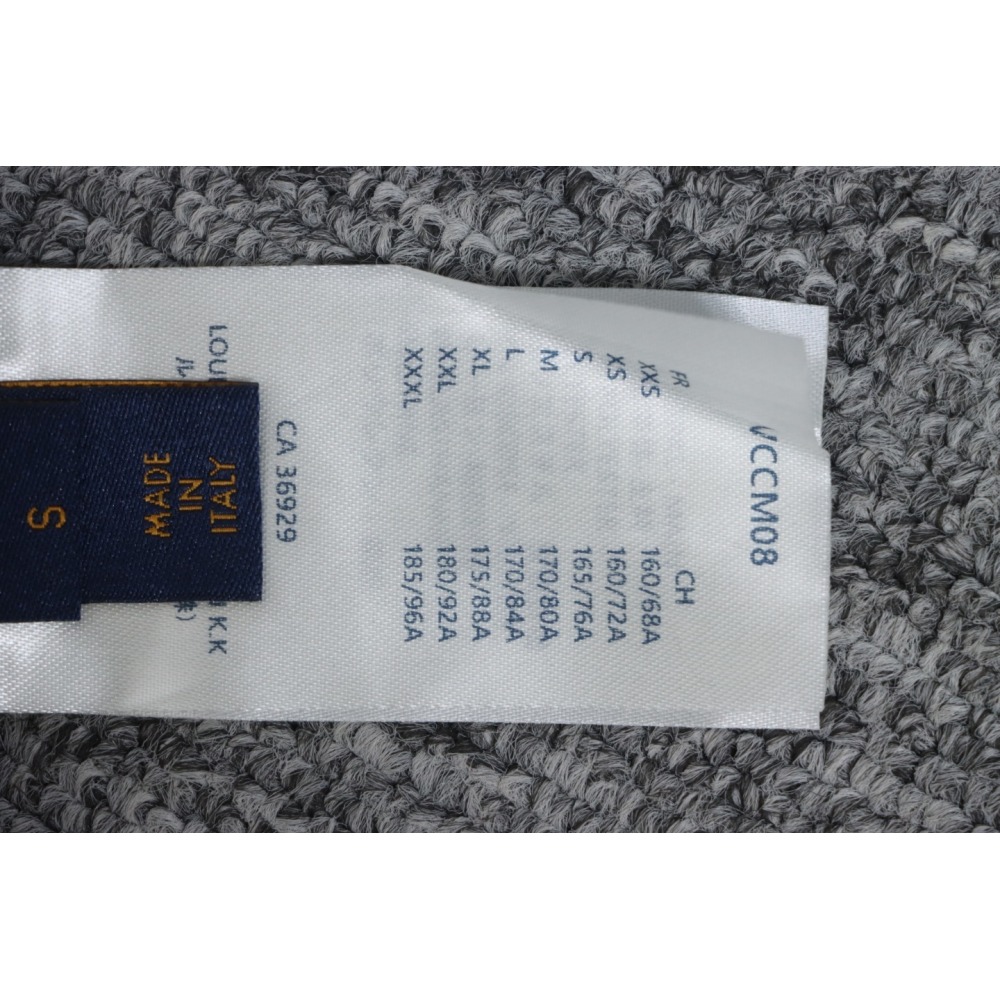 VCCM08
FR CH
XXS 160/68A
XS 160/72A
S 165/76A
M 170/80A
L 170/84A
XL 175/88A
XXL 180/92A
XXXL 185/96A
CA 36929
K.K
MADE
IN
ITALY
S